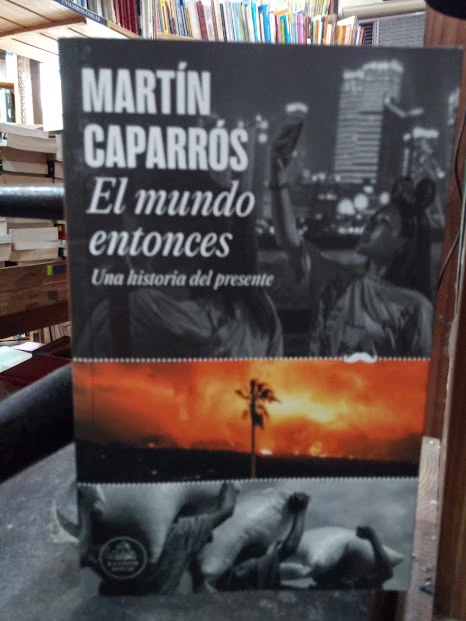 MARTÍN
CAPARRÓS
El mundo
entonces
Una historia del presente